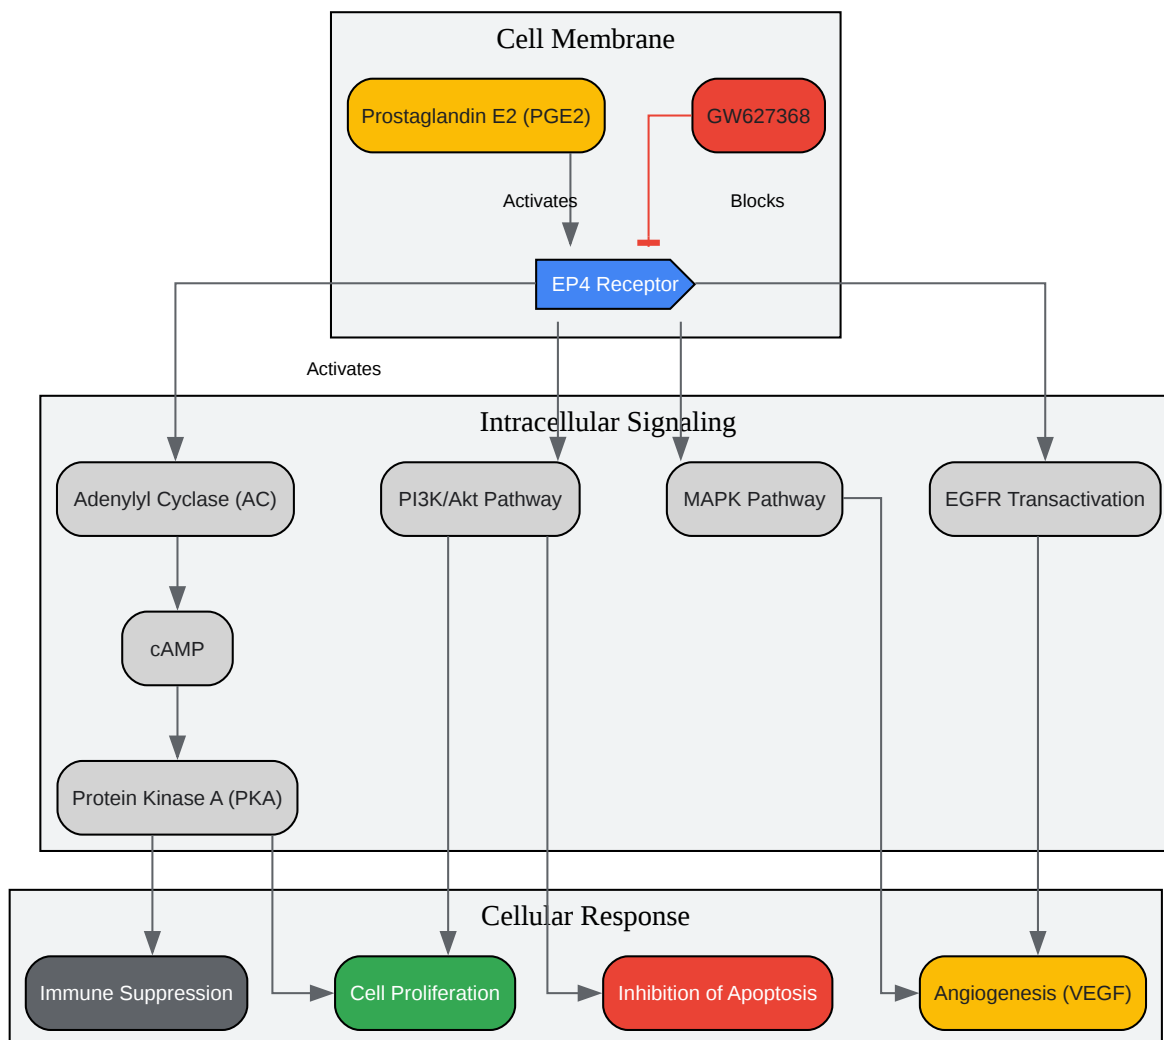 Cell Membrane
Prostaglandin E2 (PGE2)
GW627368
Activates
Blocks
EP4 Receptor
Activates
Intracellular Signaling
Adenylyl Cyclase (AC)
PI3K/Akt Pathway
MAPK Pathway
EGFR Transactivation
cAMP
Protein Kinase A (PKA)
Cellular Response
Immune Suppression
Cell Proliferation
Inhibition of Apoptosis
Angiogenesis (VEGF)